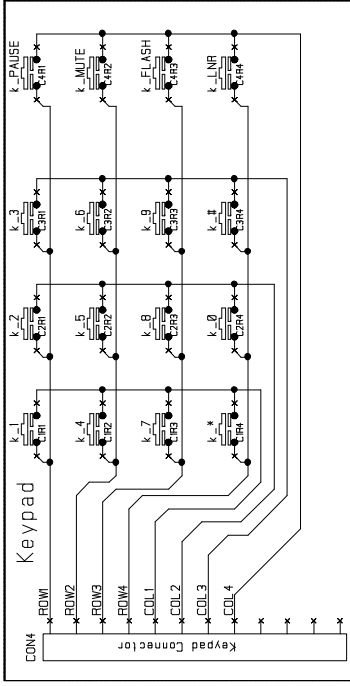 Keypad
CON4
Keypad Connector
ROW1
ROW2
ROW3
ROW4
COL1
COL2
COL3
COL4
k_1
C1R1
k_2
C2R1
k_3
C3R1
k_PAUSE
C4R1
k_4
C1R2
k_5
C2R2
k_6
C3R2
k_MUTE
C4R2
k_7
C1R3
k_8
C2R3
k_9
C3R3
k_FLASH
C4R3
k_*
C1R4
k_0
C2R4
k_#
C3R4
k_LNR
C4R4